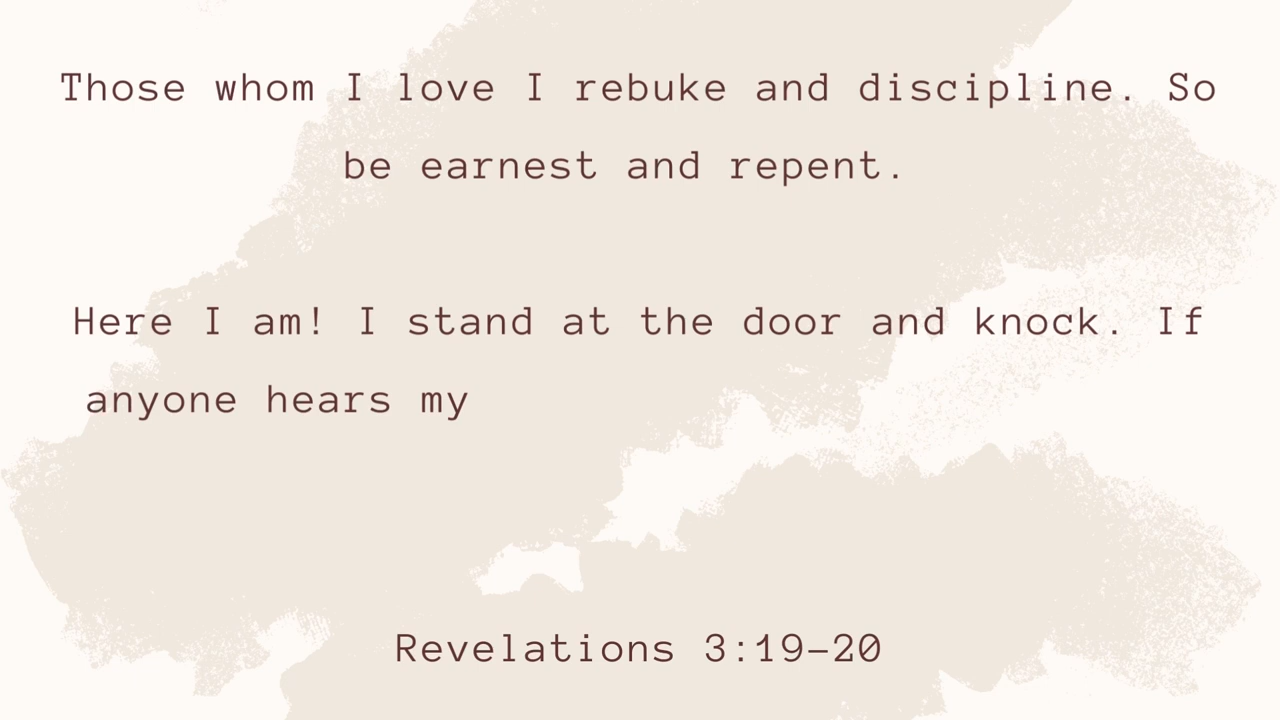 Those whom I love I rebuke and discipline. So
be earnest and repent.
Here I am! I stand at the door and knock. If
anyone hears my
Revelations 3:19-20